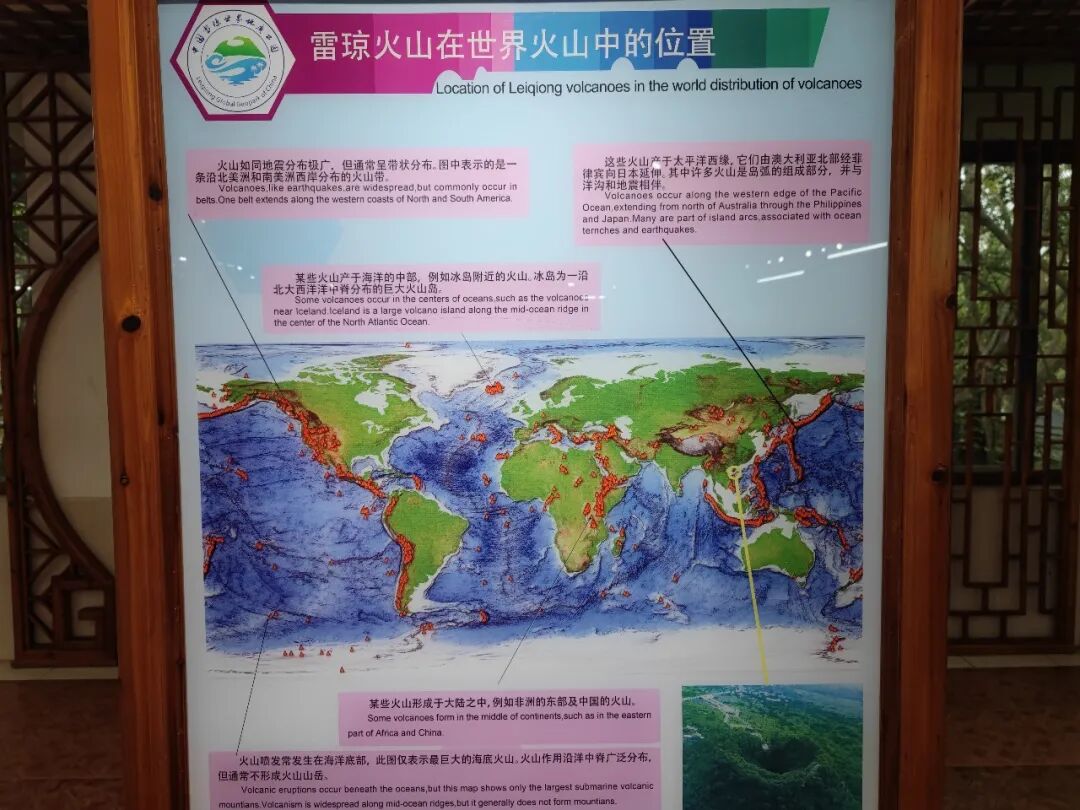 中国雷琼世界地质公园
Leiqiong Global Geopark of China
雷琼火山在世界火山中的位置
Location of Leiqiong volcanoes in the world distribution of volcanoes
火山如同地震分布极广，但通常呈带状分布。图中表示的是一
条沿北美洲和南美洲西岸分布的火山带。
Volcanoes,like earthquakes,are widespread,but commonly occur in
belts.One belt extends along the western coasts of North and South America.
这些火山产于太平洋西缘，它们由澳大利亚北部经菲
律宾向日本延伸。其中许多火山是岛弧的组成部分，并与
洋沟和地震相伴。
Volcanoes occur along the western edge of the Pacific
Ocean,extending from north of Australia through the Philippines
and Japan.Many are part of island arcs,associated with ocean
ternches and earthquakes.
某些火山产于海洋的中部，例如冰岛附近的火山。冰岛为一沿
北大西洋洋中脊分布的巨大火山岛。
Some volcanoes occur in the centers of oceans,such as the volcanoes
near Iceland.Iceland is a large volcano island along the mid-ocean ridge in
the center of the North Atlantic Ocean.
某些火山形成于大陆之中，例如非洲的东部及中国的火山。
Some volcanoes form in the middle of continents,such as in the eastern
part of Africa and China.
火山喷发常发生在海洋底部，此图仅表示最巨大的海底火山。火山作用沿洋中脊广泛分布，
但通常不形成火山山岳。
Volcanic eruptions occur beneath the oceans,but this map shows only the largest submarine volcanic
mountians.Volcanism is widespread along mid-ocean ridges,but it generally does not form mountians.